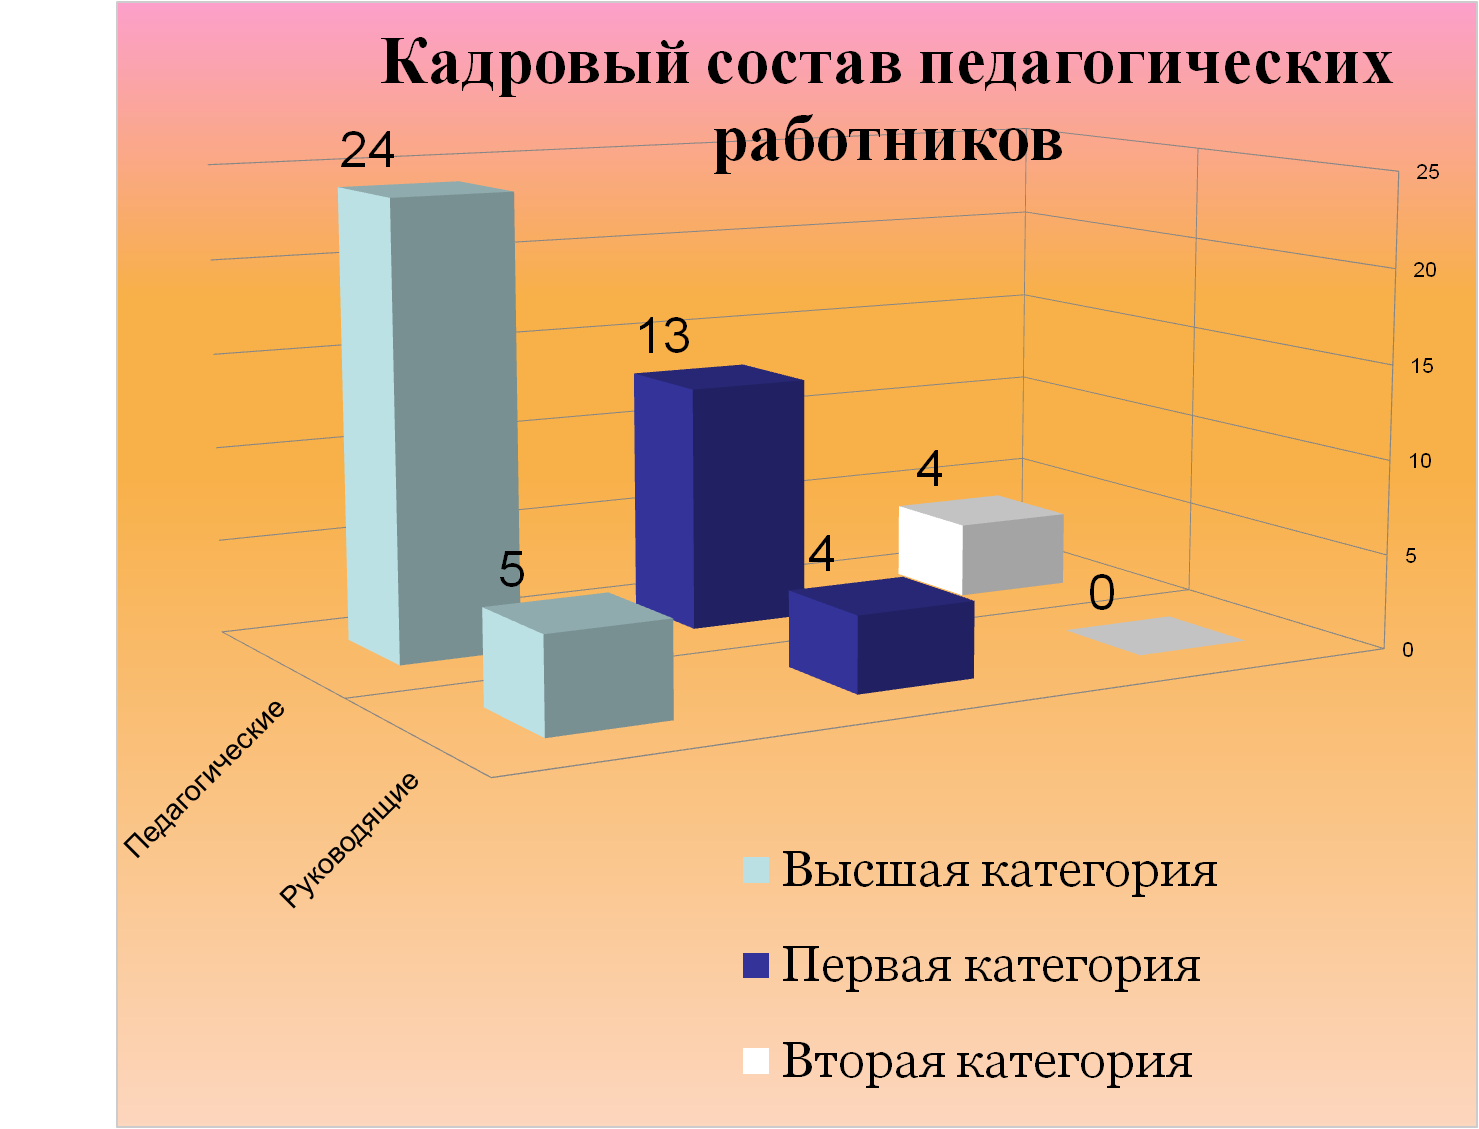 Кадровый состав педагогических
работников
24
13
4
5
4
0
25
20
15
10
5
0
Педагогические
Руководящие
Высшая категория
Первая категория
Вторая категория